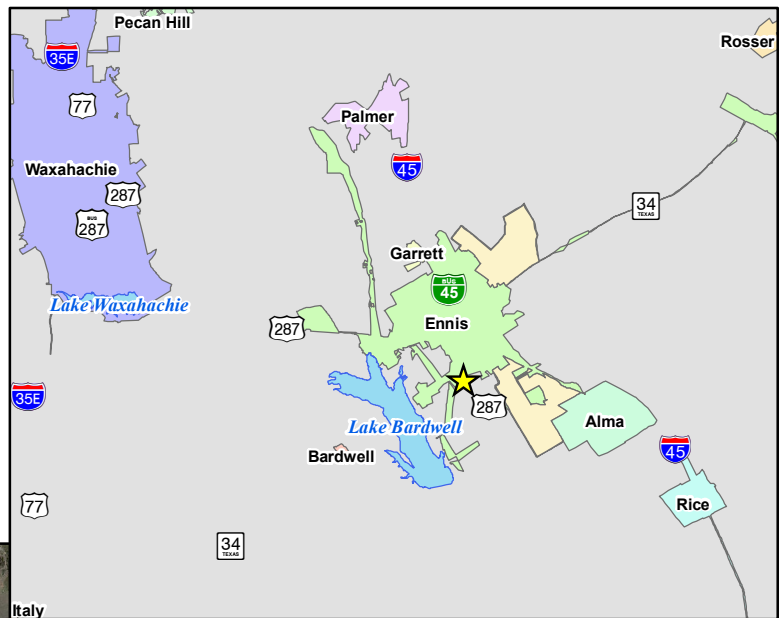 Pecan Hill
35E
Rosser
77
Palmer
Waxahachie
45
287
34
TEXAS
BUS
287
Garrett
BUS
45
Lake Waxahachie
Ennis
287
35E
287
Lake Bardwell
Alma
Bardwell
45
77
Rice
34
TEXAS
Italy